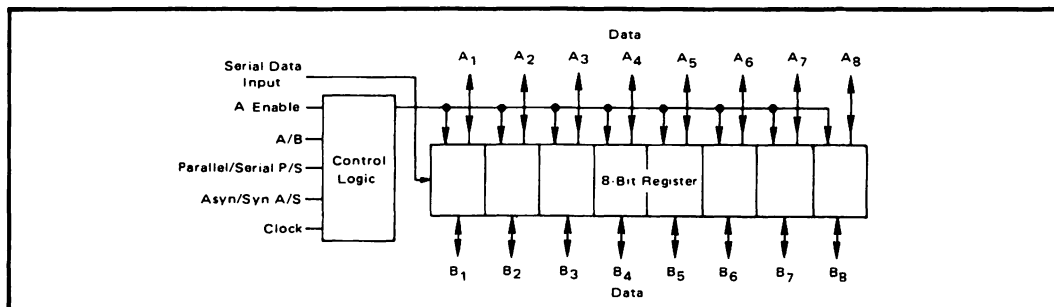 Data
A1 A2 A3 A4 A5 A6 A7 A8
Serial Data
Input
A Enable
A/B
Parallel/Serial P/S
Asyn/Syn A/S
Clock
Control
Logic
8-Bit Register
B1 B2 B3 B4 B5 B6 B7 B8
Data